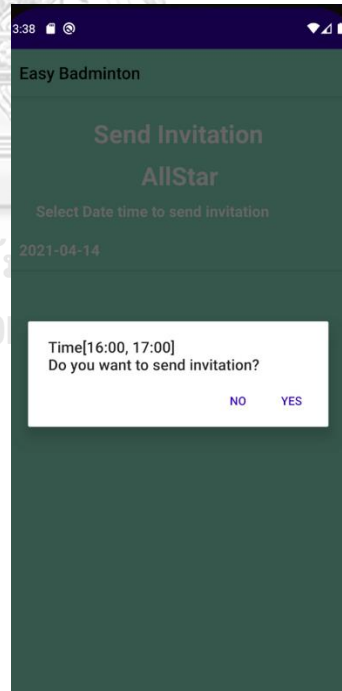 3:38
Easy Badminton
Send Invitation
AllStar
Select Date time to send invitation
2021-04-14
Time[16:00, 17:00]
Do you want to send invitation?
NO YES